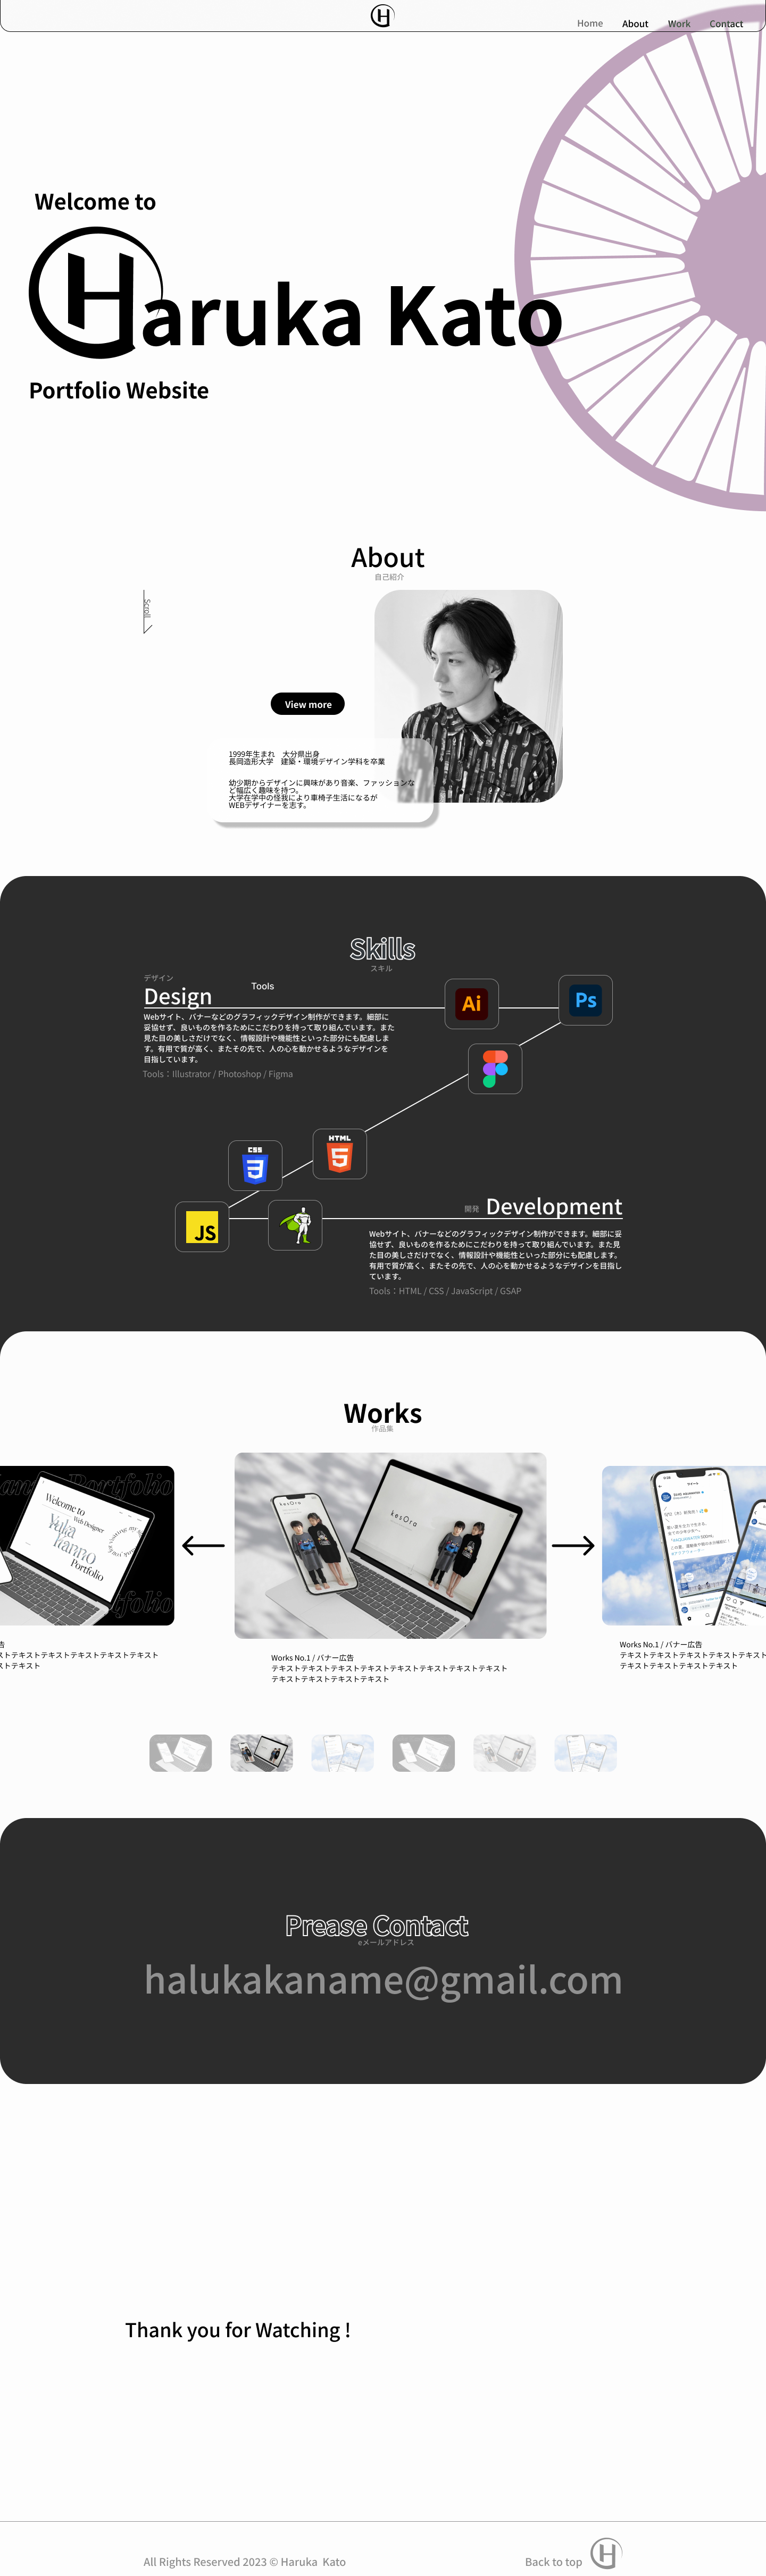 Home About Work Contact
Welcome to
Haruka Kato
Portfolio Website
About
自己紹介
Scroll
View more
1999年生まれ 大分県出身
長岡造形大学 建築・環境デザイン学科を卒業
幼少期からデザインに興味があり音楽、ファッションな
ど幅広く趣味を持つ。
大学在学中の怪我により車椅子生活になるが
WEBデザイナーを志す。
Skills
スキル
デザイン
Design
Tools
Ai
Ps
Webサイト、バナーなどのグラフィックデザイン制作ができます。細部に
妥協せず、良いものを作るためにこだわりを持って取り組んでいます。また
見た目の美しさだけでなく、情報設計や機能性といった部分にも配慮しま
す。有用で質が高く、またその先で、人の心を動かせるようなデザインを
目指しています。
Tools：Illustrator / Photoshop / Figma
HTML
5
CSS
3
JS
開発 Development
Webサイト、バナーなどのグラフィックデザイン制作ができます。細部に妥
協せず、良いものを作るためにこだわりを持って取り組んでいます。また見
た目の美しさだけでなく、情報設計や機能性といった部分にも配慮します。
有用で質が高く、またその先で、人の心を動かせるようなデザインを目指し
ています。
Tools：HTML / CSS / JavaScript / GSAP
Works
作品集
Portfolio
Welcome to
Web Designer
Yuka
Kanno
Portfolio
kesOra
kesOra
告
ストテキストテキストテキストテキストテキスト
ストテキスト
Works No.1 / バナー広告
テキストテキストテキストテキストテキストテキストテキストテキスト
テキストテキストテキストテキスト
Works No.1 / バナー広告
テキストテキストテキストテキストテキスト
テキストテキストテキストテキスト
Prease Contact
eメールアドレス
halukakaname@gmail.com
Thank you for Watching !
All Rights Reserved 2023 © Haruka Kato
Back to top